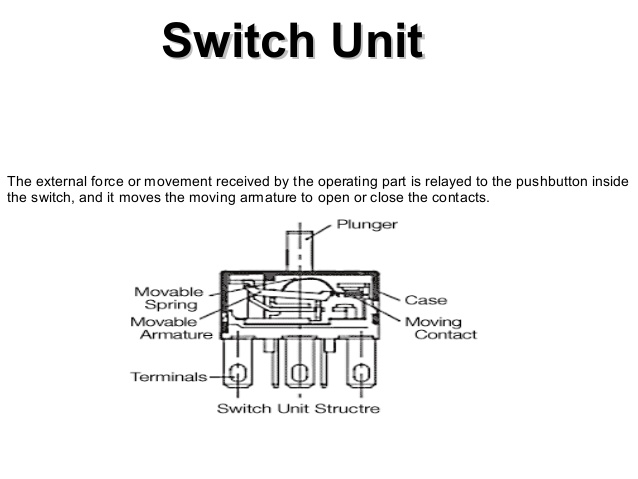 Switch Unit
The external force or movement received by the operating part is relayed to the pushbutton inside
the switch, and it moves the moving armature to open or close the contacts.
Plunger
Movable
Spring
Case
Movable
Armature
Moving
Contact
Terminals
Switch Unit Structre